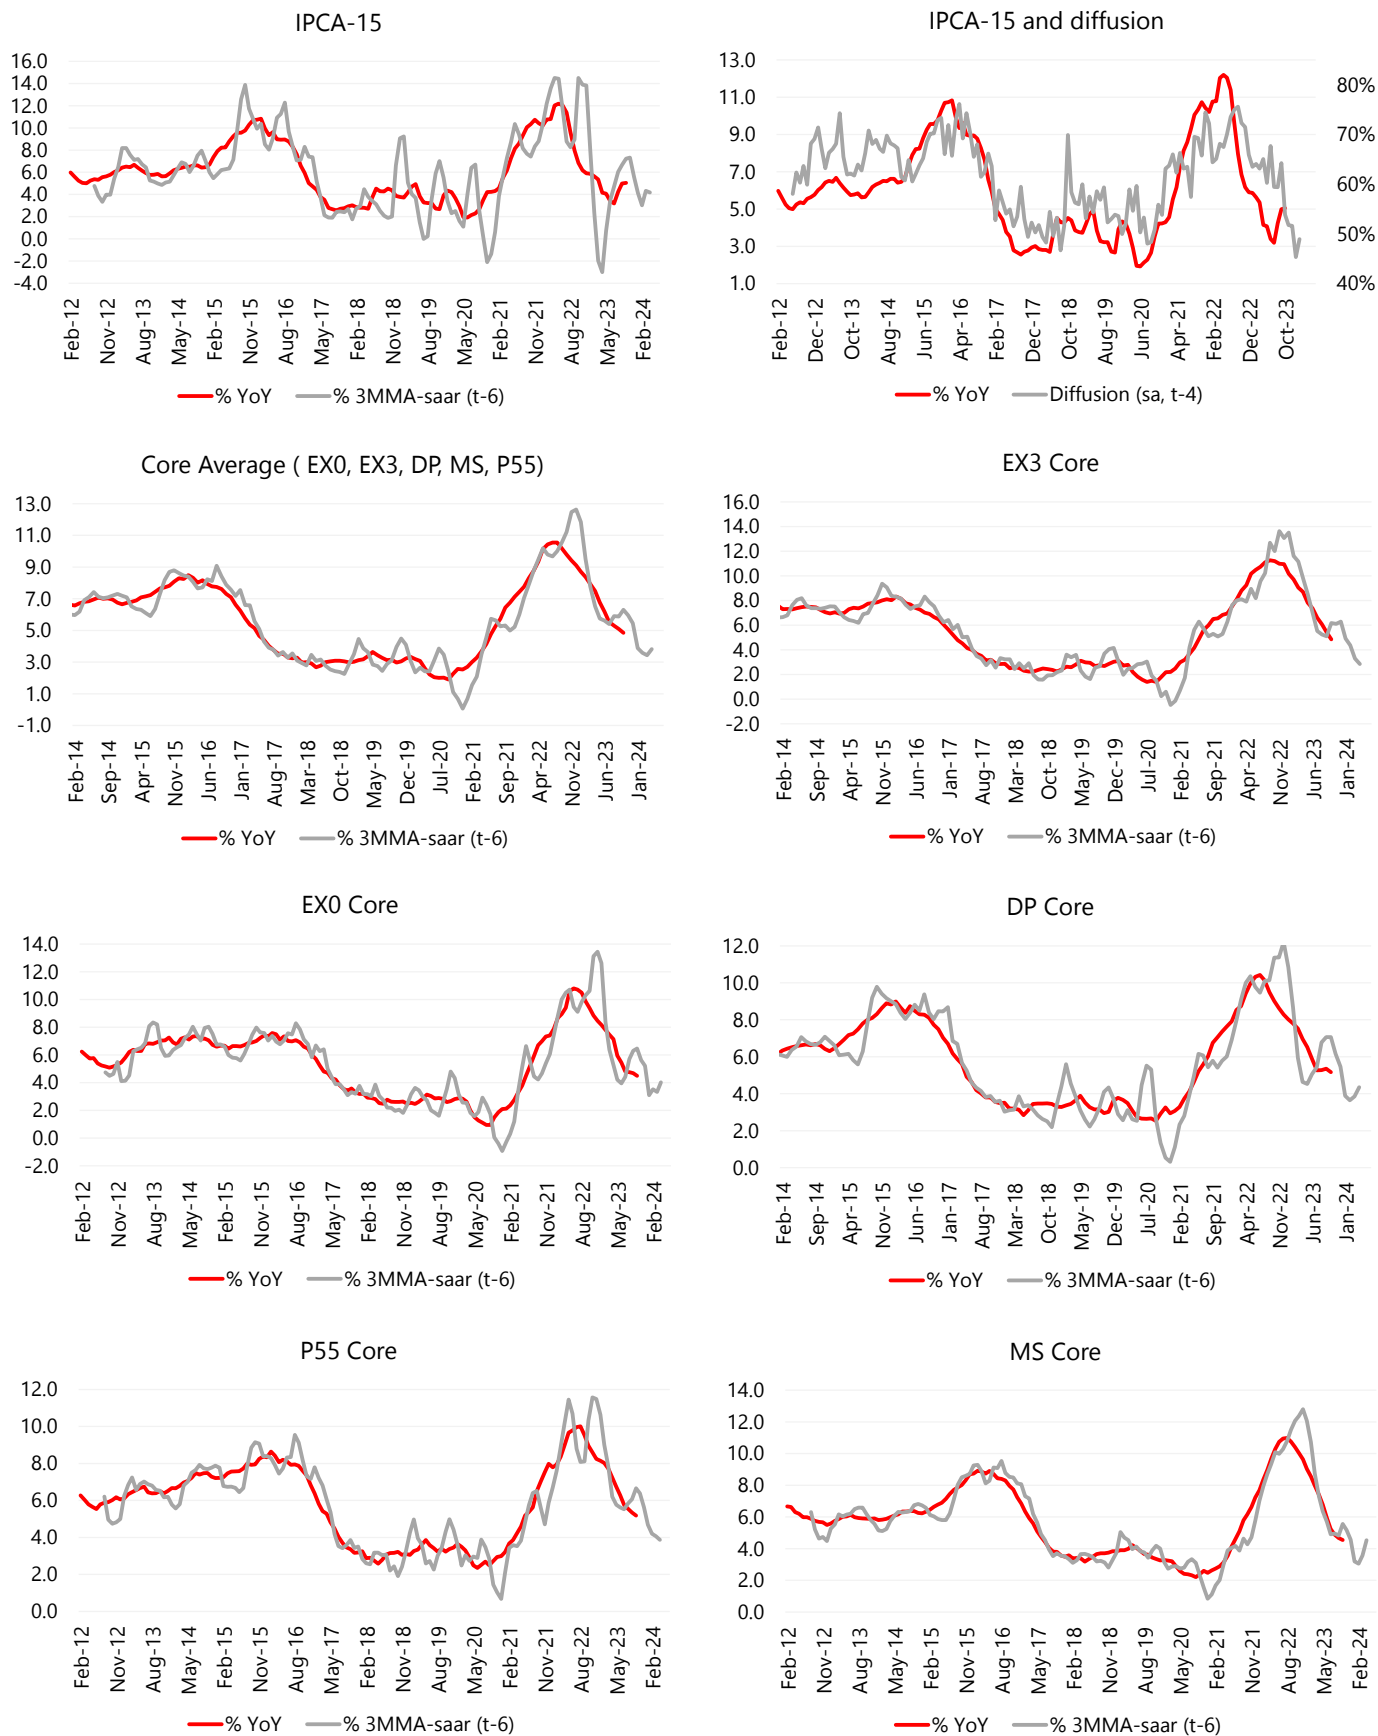 IPCA-15
16.0
14.0
12.0
10.0
8.0
6.0
4.0
2.0
0.0
-2.0
-4.0
Feb-12
Nov-12
Aug-13
May-14
Feb-15
Nov-15
Aug-16
May-17
Feb-18
Nov-18
Aug-19
May-20
Feb-21
Nov-21
Aug-22
May-23
Feb-24
% YoY
% 3MMA-saar (t-6)
IPCA-15 and diffusion
13.0
11.0
9.0
7.0
5.0
3.0
1.0
80%
70%
60%
50%
40%
Feb-12
Dec-12
Oct-13
Aug-14
Jun-15
Apr-16
Feb-17
Dec-17
Oct-18
Aug-19
Jun-20
Apr-21
Feb-22
Dec-22
Oct-23
% YoY
Diffusion (sa, t-4)
Core Average ( EX0, EX3, DP, MS, P55)
13.0
11.0
9.0
7.0
5.0
3.0
1.0
-1.0
Feb-14
Sep-14
Apr-15
Nov-15
Jun-16
Jan-17
Aug-17
Mar-18
Oct-18
May-19
Dec-19
Jul-20
Feb-21
Sep-21
Apr-22
Nov-22
Jun-23
Jan-24
% YoY
% 3MMA-saar (t-6)
EX3 Core
16.0
14.0
12.0
10.0
8.0
6.0
4.0
2.0
0.0
-2.0
Feb-14
Sep-14
Apr-15
Nov-15
Jun-16
Jan-17
Aug-17
Mar-18
Oct-18
May-19
Dec-19
Jul-20
Feb-21
Sep-21
Apr-22
Nov-22
Jun-23
Jan-24
% YoY
% 3MMA-saar (t-6)
EX0 Core
14.0
12.0
10.0
8.0
6.0
4.0
2.0
0.0
-2.0
Feb-12
Nov-12
Aug-13
May-14
Feb-15
Nov-15
Aug-16
May-17
Feb-18
Nov-18
Aug-19
May-20
Feb-21
Nov-21
Aug-22
May-23
Feb-24
% YoY
% 3MMA-saar (t-6)
DP Core
12.0
10.0
8.0
6.0
4.0
2.0
0.0
Feb-14
Sep-14
Apr-15
Nov-15
Jun-16
Jan-17
Aug-17
Mar-18
Oct-18
May-19
Dec-19
Jul-20
Feb-21
Sep-21
Apr-22
Nov-22
Jun-23
Jan-24
% YoY
% 3MMA-saar (t-6)
P55 Core
12.0
10.0
8.0
6.0
4.0
2.0
0.0
Feb-12
Nov-12
Aug-13
May-14
Feb-15
Nov-15
Aug-16
May-17
Feb-18
Nov-18
Aug-19
May-20
Feb-21
Nov-21
Aug-22
May-23
Feb-24
% YoY
% 3MMA-saar (t-6)
MS Core
14.0
12.0
10.0
8.0
6.0
4.0
2.0
0.0
Feb-12
Nov-12
Aug-13
May-14
Feb-15
Nov-15
Aug-16
May-17
Feb-18
Nov-18
Aug-19
May-20
Feb-21
Nov-21
Aug-22
May-23
Feb-24
% YoY
% 3MMA-saar (t-6)